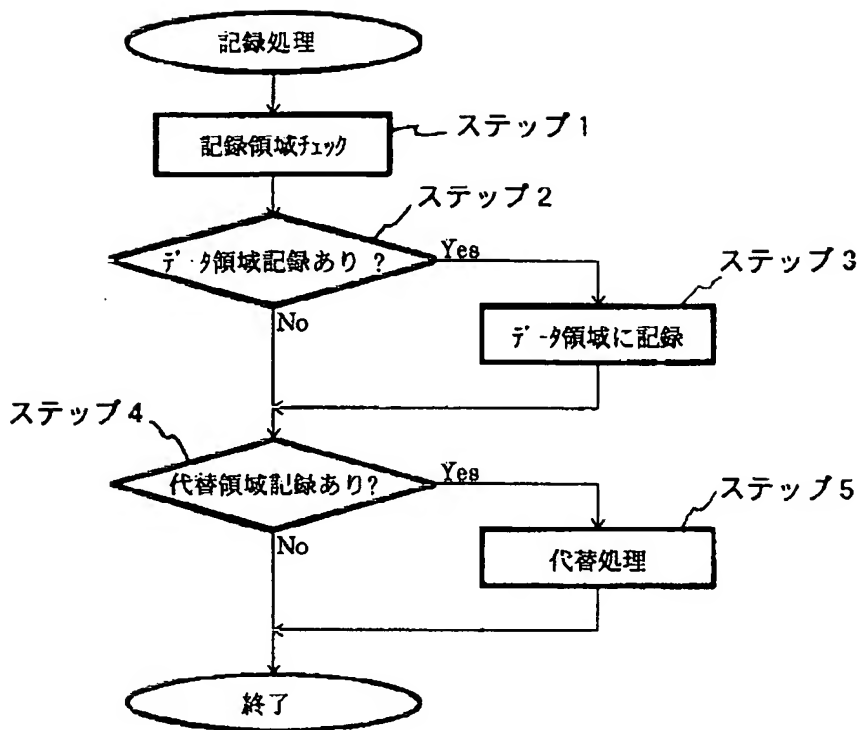 記録処理
記録領域ﾁｪｯｸ
ステップ1
ステップ2
ﾃﾞｰﾀ領域記録あり?
Yes
No
ステップ3
ﾃﾞｰﾀ領域に記録
ステップ4
代替領域記録あり?
Yes
No
ステップ5
代替処理
終了